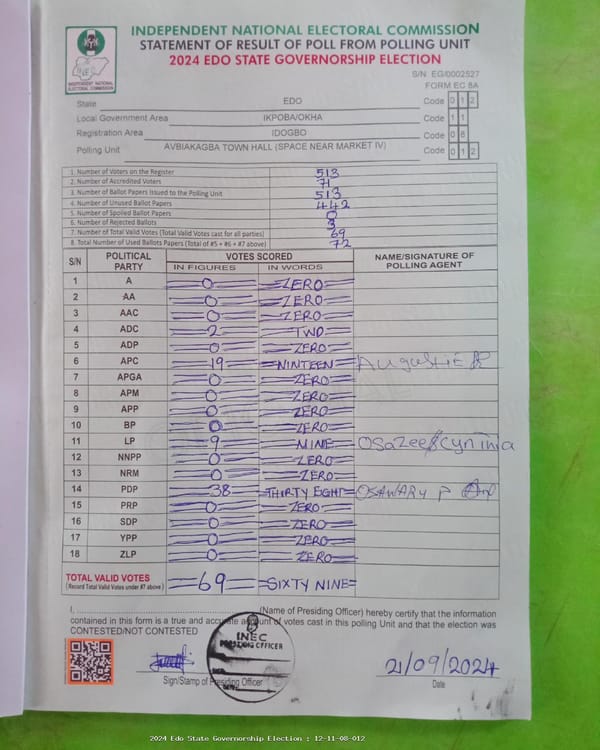 INDEPENDENT NATIONAL ELECTORAL COMMISSION
STATEMENT OF RESULT OF POLL FROM POLLING UNIT
2024 EDO STATE GOVERNORSHIP ELECTION
INEC
INDEPENDENT NATIONAL ELECTORAL COMMISSION
S/N EG/0002527
FORM EC 8A
State EDO Code 0 1 2
Local Government Area IKPOBA/OKHA Code 1 1
Registration Area IDOGBO Code 0 8
Polling Unit AVBIAKAGBA TOWN HALL (SPACE NEAR MARKET IV) Code 0 1 2
1. Number of Voters on the Register 513
2. Number of Accredited Voters 71
3. Number of Ballot Papers Issued to the Polling Unit 513
4. Number of Unused Ballot Papers 442
5. Number of Spoiled Ballot Papers 0
6. Number of Rejected Ballots 3
7. Number of Total Valid Votes (Total Valid Votes cast for all parties) 69
8. Total Number of Used Ballots Papers (Total of #5 + #6 + #7 above) 72
S/N POLITICAL PARTY VOTES SCORED NAME/SIGNATURE OF POLLING AGENT
IN FIGURES IN WORDS
1 A 0 ZERO
2 AA 0 ZERO
3 AAC 0 ZERO
4 ADC 2 TWO
5 ADP 0 ZERO
6 APC 19 NINTEEN
7 APGA 0 ZERO
8 APM 0 ZERO
9 APP 0 ZERO
10 BP 0 ZERO
11 LP 9 NINE OSaZee Cynthia
12 NNPP 0 ZERO
13 NRM 0 ZERO
14 PDP 38 THIRTY EIGHT OSAWARU P
15 PRP 0 ZERO
16 SDP 0 ZERO
17 YPP 0 ZERO
18 ZLP 0 ZERO
TOTAL VALID VOTES =69= =SIXTY NINE=
(Record Total Valid Votes under #7 above)
I, (Name of Presiding Officer) hereby certify that the information
contained in this form is a true and accurate account of votes cast in this polling Unit and that the election was
CONTESTED/NOT CONTESTED
INEC
PRESIDING OFFICER
DATE
21/09/2024
Sign/Stamp of Presiding Officer
Date
2024 Edo State Governorship Election : 12-11-08-012